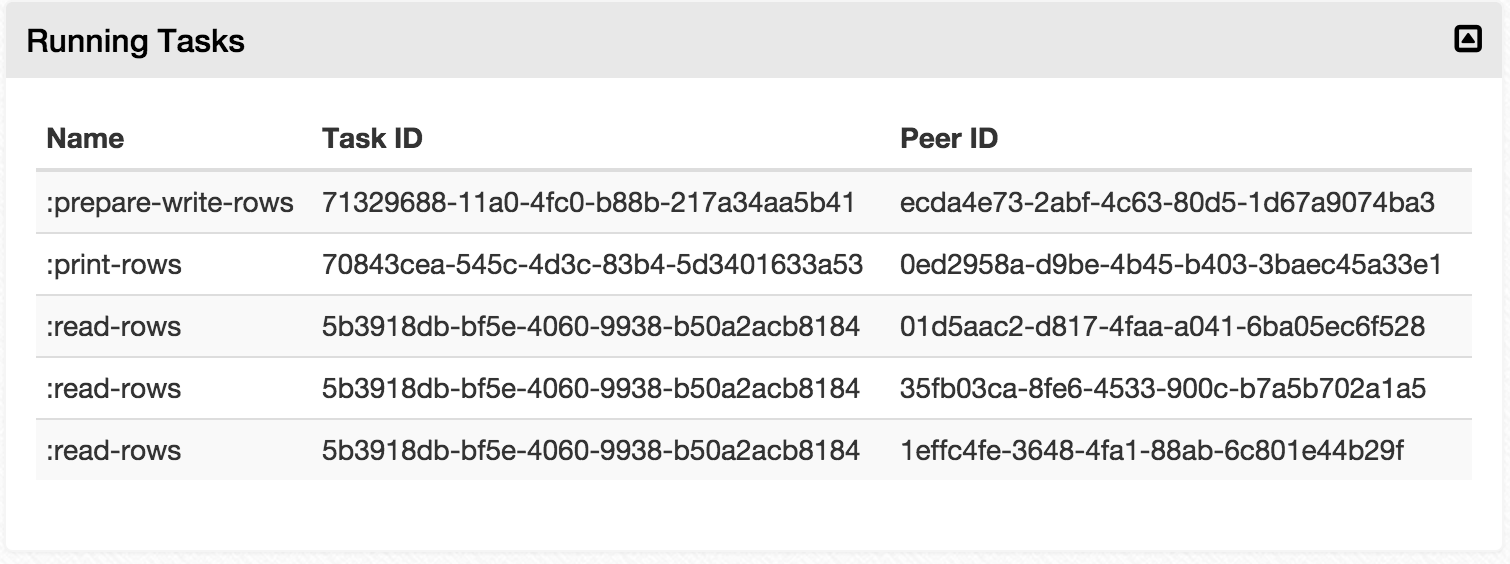 Running Tasks
Name Task ID Peer ID
:prepare-write-rows 71329688-11a0-4fc0-b88b-217a34aa5b41 ecda4e73-2abf-4c63-80d5-1d67a9074ba3
:print-rows 70843cea-545c-4d3c-83b4-5d3401633a53 0ed2958a-d9be-4b45-b403-3baec45a33e1
:read-rows 5b3918db-bf5e-4060-9938-b50a2acb8184 01d5aac2-d817-4faa-a041-6ba05ec6f528
:read-rows 5b3918db-bf5e-4060-9938-b50a2acb8184 35fb03ca-8fe6-4533-900c-b7a5b702a1a5
:read-rows 5b3918db-bf5e-4060-9938-b50a2acb8184 1effc4fe-3648-4fa1-88ab-6c801e44b29f